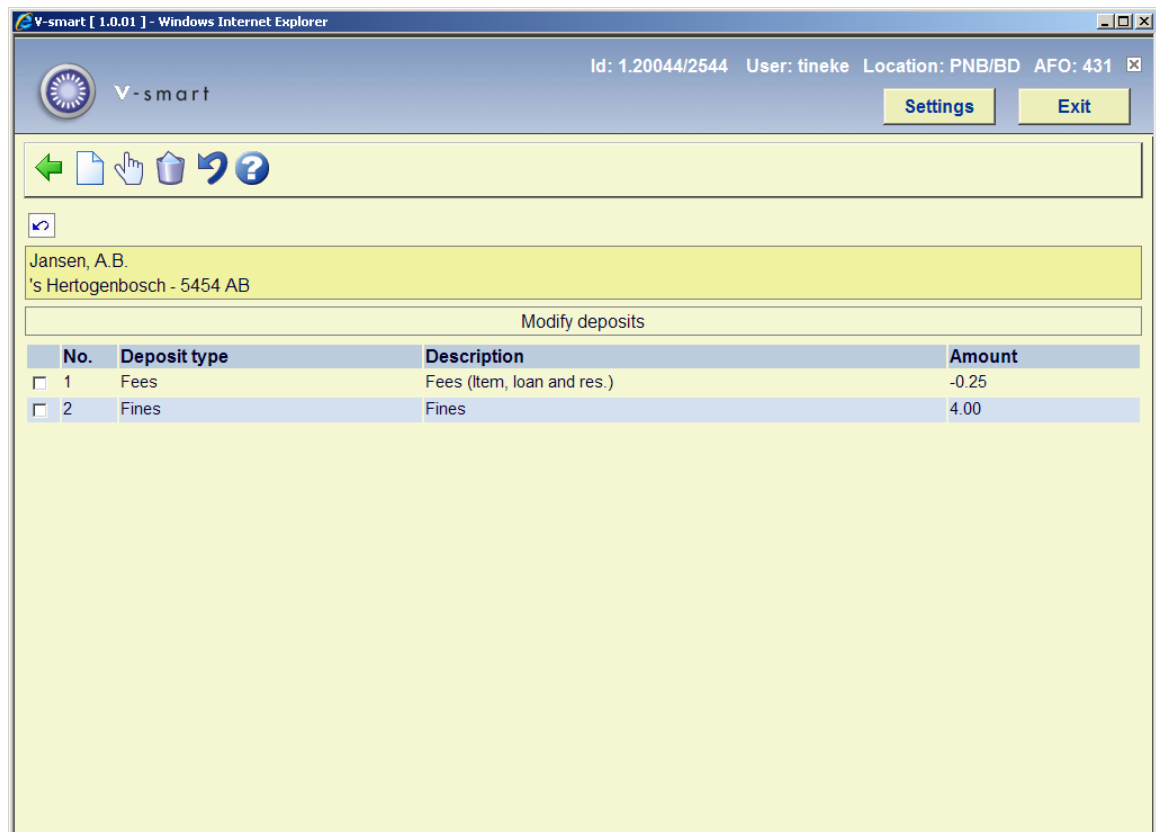 V-smart [ 1.0.01 ] - Windows Internet Explorer
Id: 1.20044/2544 User: tineke Location: PNB/BD AFO: 431
V-smart
Settings Exit
Jansen, A.B.
's Hertogenbosch - 5454 AB
Modify deposits
No. Deposit type Description Amount
1 Fees Fees (Item, loan and res.) -0.25
2 Fines Fines 4.00